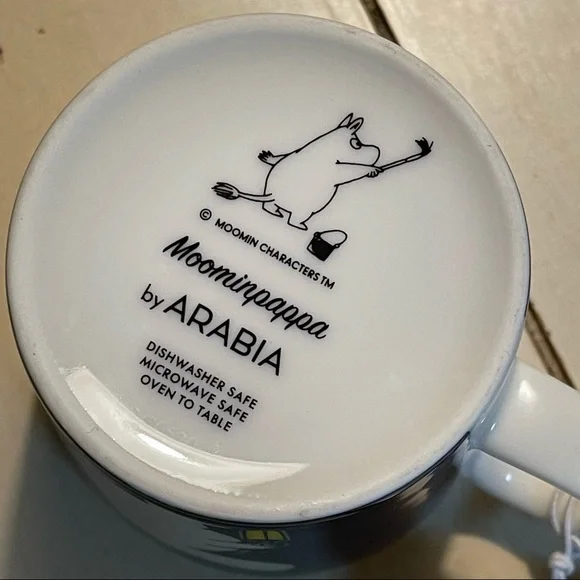 © MOOMIN CHARACTERS TM
Moominpappa
by ARABIA
DISHWASHER SAFE
MICROWAVE SAFE
OVEN TO TABLE